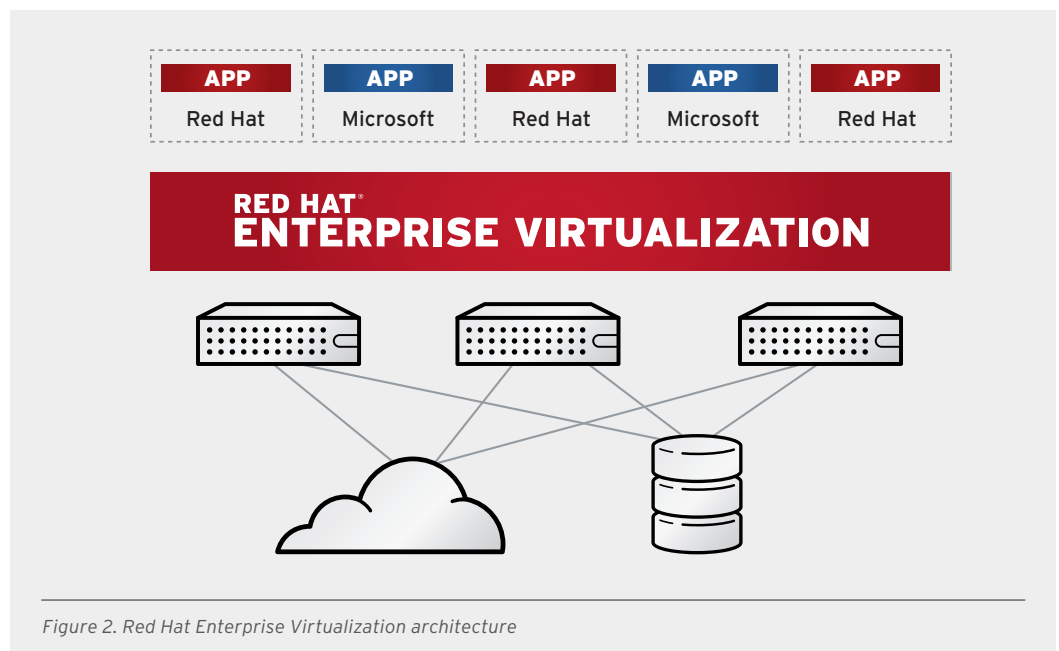 APP
Red Hat
APP
Microsoft
APP
Red Hat
APP
Microsoft
APP
Red Hat
RED HAT®
ENTERPRISE VIRTUALIZATION
Figure 2. Red Hat Enterprise Virtualization architecture